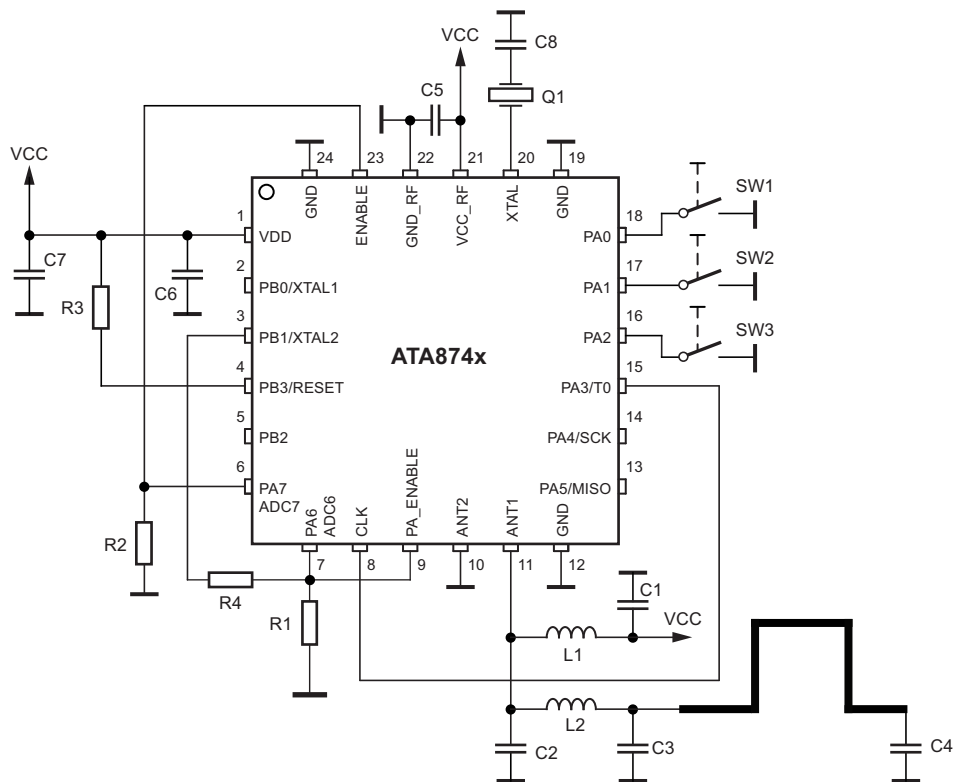 VCC
C8
C5
Q1
VCC
24
23
22
21
20
19
GND
ENABLE
GND_RF
VCC_RF
XTAL
GND
1
VDD
18
PA0
SW1
C7
C6
2
PB0/XTAL1
17
PA1
SW2
R3
3
PB1/XTAL2
16
PA2
SW3
ATA874x
4
PB3/RESET
15
PA3/T0
5
PB2
14
PA4/SCK
6
PA7
ADC7
13
PA5/MISO
PA6
ADC6
CLK
PA_ENABLE
ANT2
ANT1
GND
R2
7
8
9
10
11
12
R4
R1
C1
VCC
L1
L2
C2
C3
C4